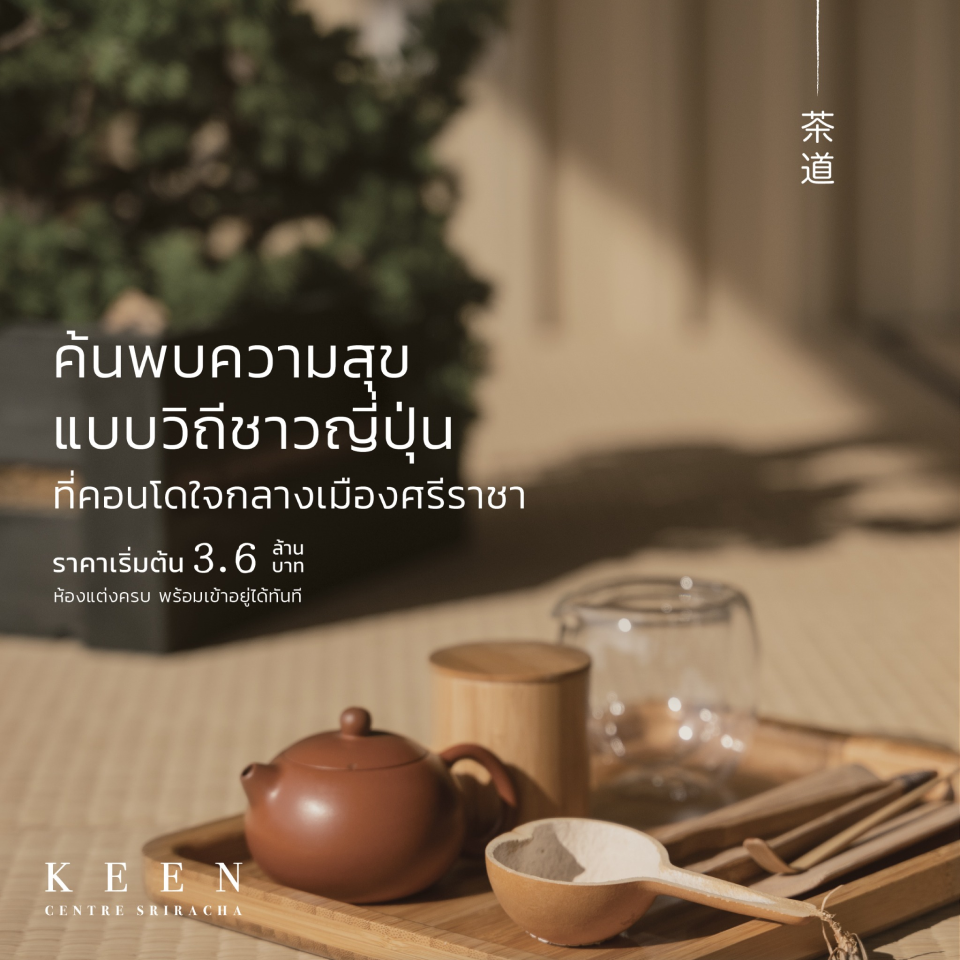 茶道
ค้นพบความสุข
แบบวิถีชาวญี่ปุ่น
ที่คอนโดใจกลางเมืองศรีราชา
ราคาเริ่มต้น 3.6 ล้านบาท
ห้องแต่งครบ พร้อมเข้าอยู่ได้ทันที
KEEN
CENTRE SRIRACHA